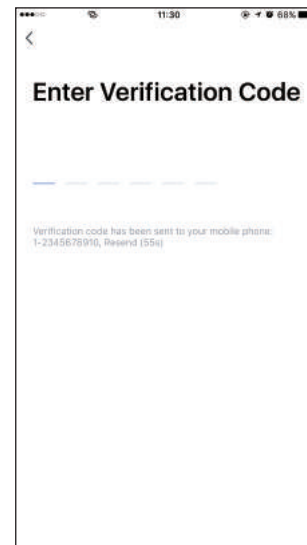 11:30
68%
Enter Verification Code
Verification code has been sent to your mobile phone:
1-2345678910, Resend (55s)